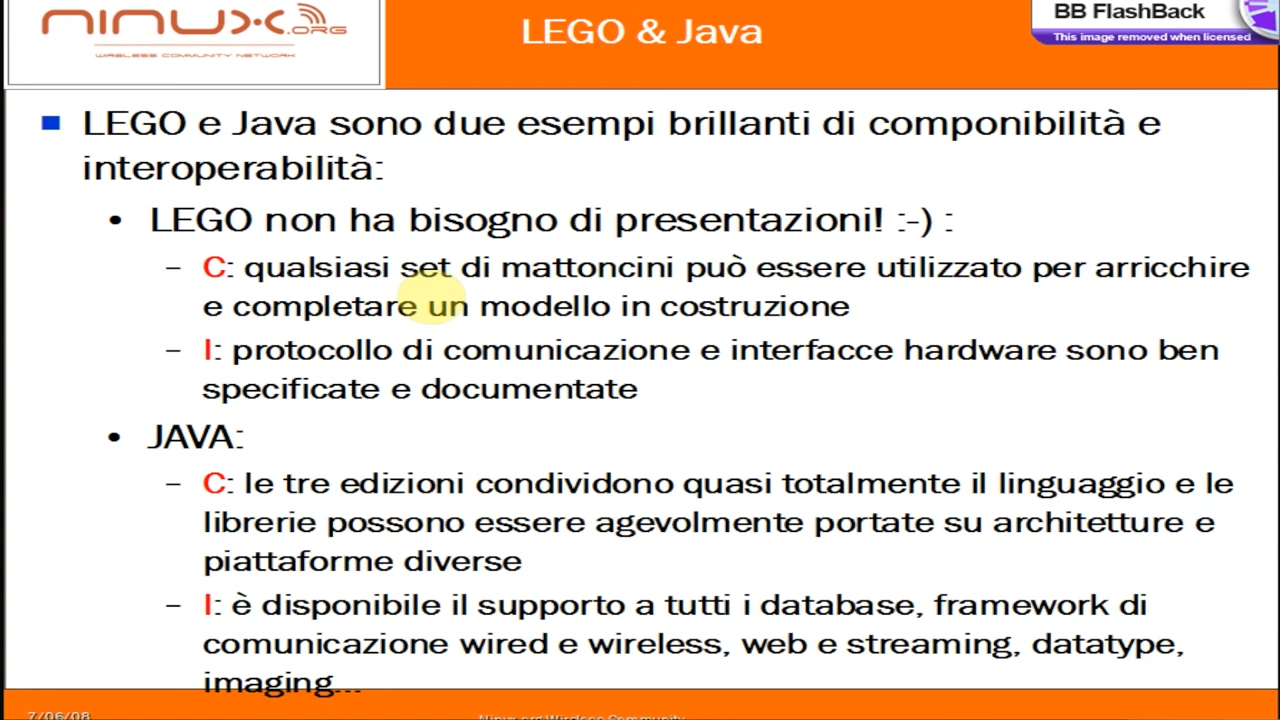 ninux.ORG
WIRELESS COMMUNITY NETWORK
LEGO & Java
BB FlashBack
This image removed when licensed
LEGO e Java sono due esempi brillanti di componibilità e
interoperabilità:
• LEGO non ha bisogno di presentazioni! :-) :
– C: qualsiasi set di mattoncini può essere utilizzato per arricchire
e completare un modello in costruzione
– I: protocollo di comunicazione e interfacce hardware sono ben
specificate e documentate
• JAVA:
– C: le tre edizioni condividono quasi totalmente il linguaggio e le
librerie possono essere agevolmente portate su architetture e
piattaforme diverse
– I: è disponibile il supporto a tutti i database, framework di
comunicazione wired e wireless, web e streaming, datatype,
imaging...
7/06/08
Ninux.org Wireless Community